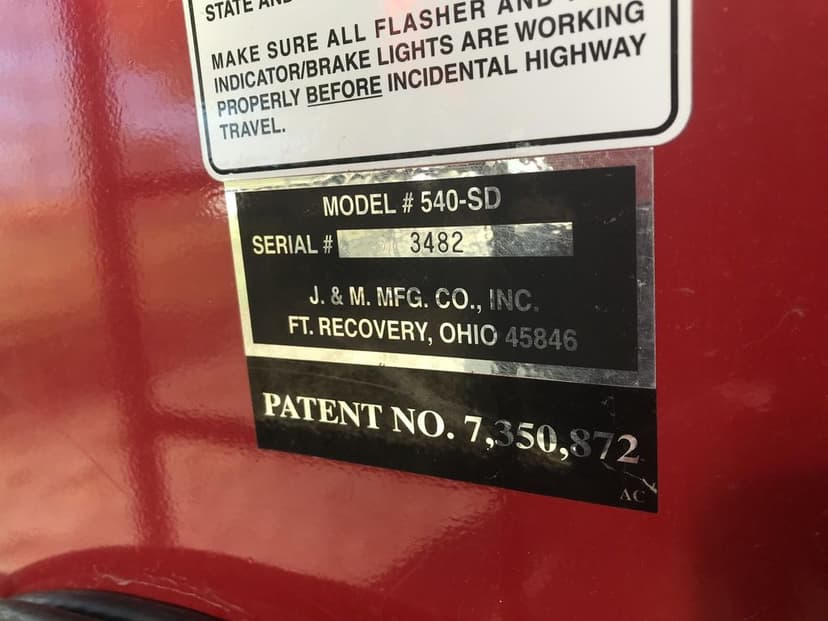 STATE AND
MAKE SURE ALL FLASHER AND
INDICATOR/BRAKE LIGHTS ARE WORKING
PROPERLY BEFORE INCIDENTAL HIGHWAY
TRAVEL.
MODEL # 540-SD
SERIAL # 3482
J. & M. MFG. CO., INC.
FT. RECOVERY, OHIO 45846
PATENT NO. 7,350,872
AC